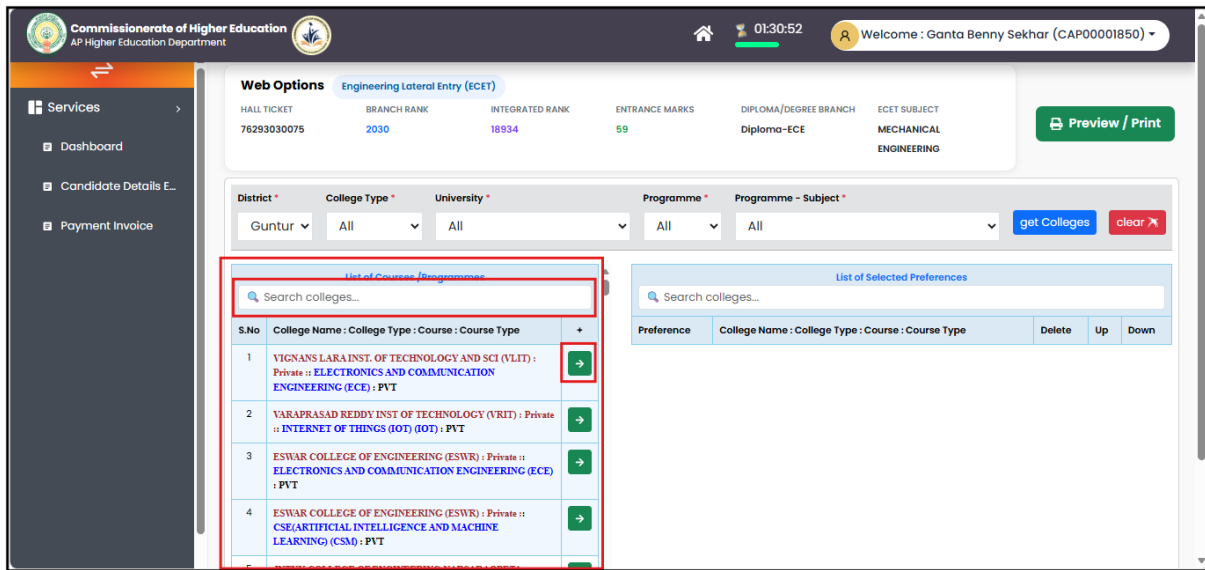 Commissionerate of Higher Education
AP Higher Education Department
01:30:52
Welcome : Ganta Benny Sekhar (CAP00001850)
Services
Dashboard
Candidate Details E...
Payment Invoice
Web Options Engineering Lateral Entry (ECET)
HALL TICKET BRANCH RANK INTEGRATED RANK ENTRANCE MARKS DIPLOMA/DEGREE BRANCH ECET SUBJECT
76293030075 2030 18934 59 Diploma-ECE MECHANICAL
ENGINEERING
Preview / Print
District * College Type * University * Programme * Programme - Subject *
Guntur All All All All get Colleges clear
List of Courses /Programmes
Search colleges...
S.No College Name : College Type : Course : Course Type +
1 VIGNANS LARA INST. OF TECHNOLOGY AND SCI (VLIT) :
Private :: ELECTRONICS AND COMMUNICATION
ENGINEERING (ECE) : PVT
2 VARAPRASAD REDDY INST OF TECHNOLOGY (VRIT) : Private
:: INTERNET OF THINGS (IOT) (IOT) : PVT
3 ESWAR COLLEGE OF ENGINEERING (ESWR) : Private ::
ELECTRONICS AND COMMUNICATION ENGINEERING (ECE)
: PVT
4 ESWAR COLLEGE OF ENGINEERING (ESWR) : Private ::
CSE(ARTIFICIAL INTELLIGENCE AND MACHINE
LEARNING) (CSM) : PVT
List of Selected Preferences
Search colleges...
Preference College Name : College Type : Course : Course Type Delete Up Down